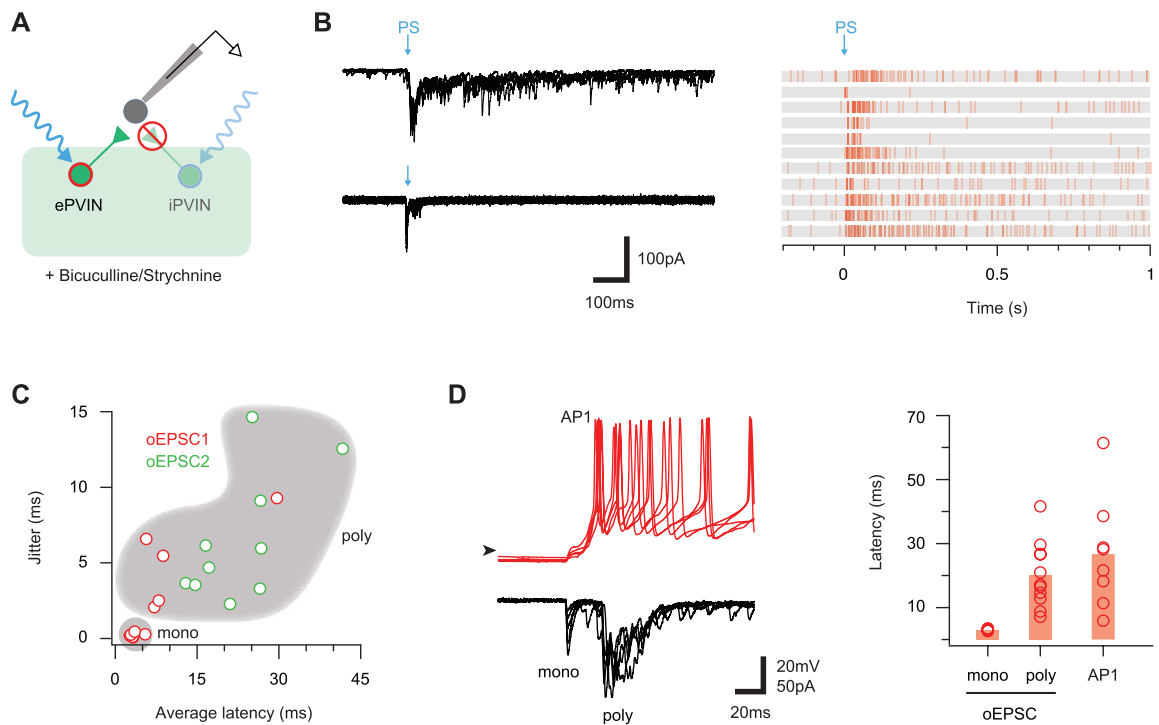 A
ePVIN
iPVIN
+ Bicuculline/Strychnine
B
PS
100pA
100ms
PS
0
0.5
1
Time (s)
C
15
10
5
0
Jitter (ms)
oEPSC1
oEPSC2
poly
mono
0
15
30
45
Average latency (ms)
D
AP1
mono
poly
20mV
50pA
20ms
70
50
30
10
Latency (ms)
mono
poly
AP1
oEPSC